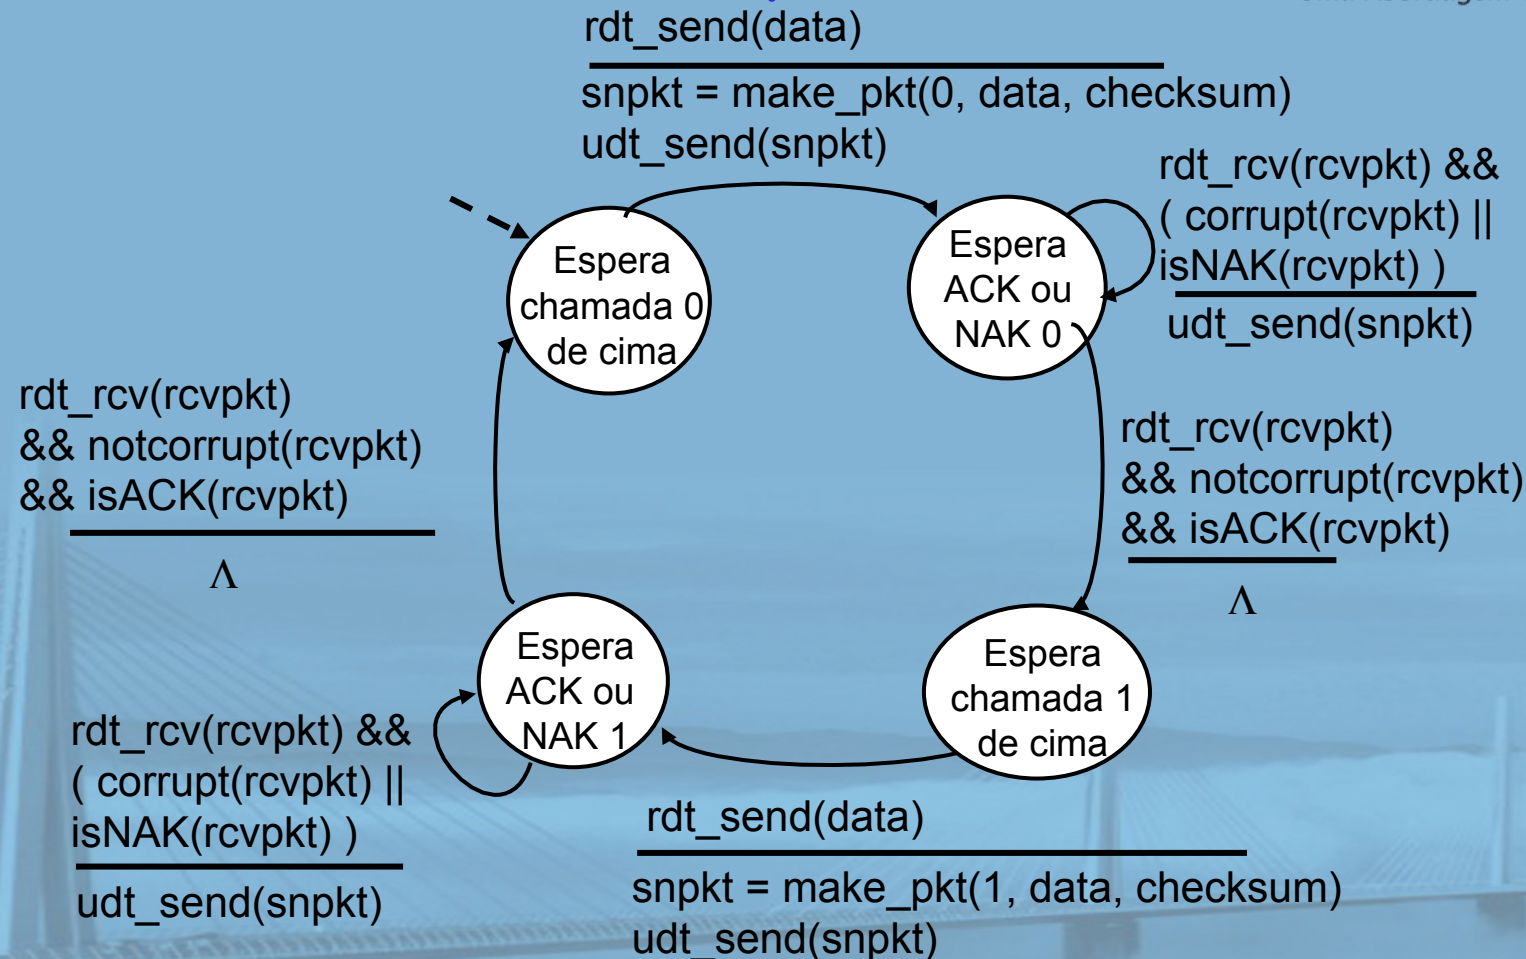 rdt_send(data)
snpkt = make_pkt(0, data, checksum)
udt_send(snpkt)
rdt_rcv(rcvpkt) &&
( corrupt(rcvpkt) ||
isNAK(rcvpkt) )
udt_send(snpkt)
Espera
chamada 0
de cima
Espera
ACK ou
NAK 0
rdt_rcv(rcvpkt)
&& notcorrupt(rcvpkt)
&& isACK(rcvpkt)
Λ
rdt_rcv(rcvpkt)
&& notcorrupt(rcvpkt)
&& isACK(rcvpkt)
Λ
Espera
ACK ou
NAK 1
Espera
chamada 1
de cima
rdt_rcv(rcvpkt) &&
( corrupt(rcvpkt) ||
isNAK(rcvpkt) )
udt_send(snpkt)
rdt_send(data)
snpkt = make_pkt(1, data, checksum)
udt_send(snpkt)